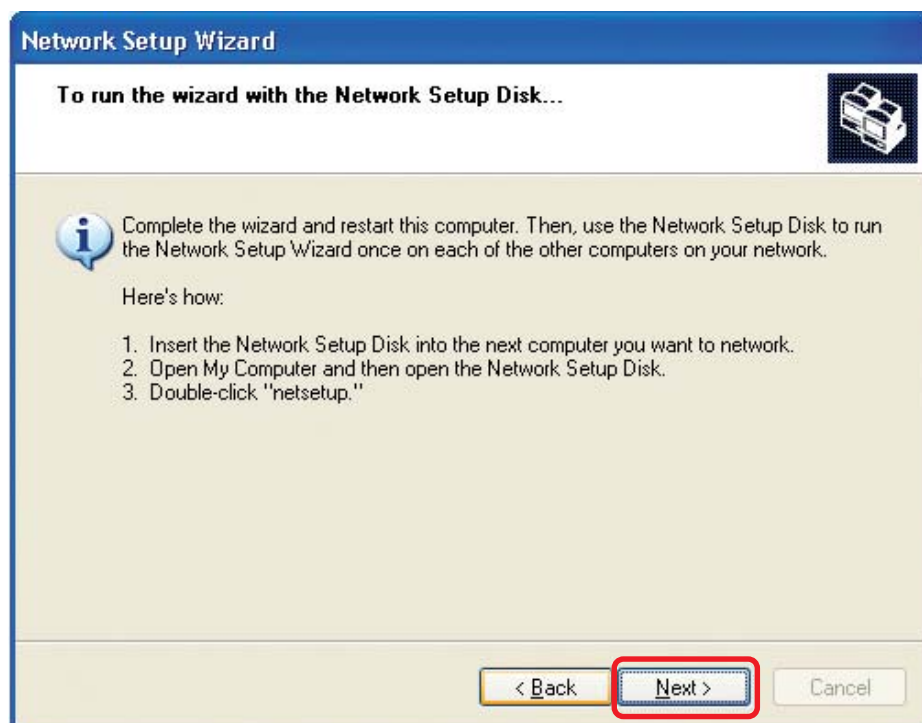 Network Setup Wizard
To run the wizard with the Network Setup Disk...
Complete the wizard and restart this computer. Then, use the Network Setup Disk to run
the Network Setup Wizard once on each of the other computers on your network.
Here's how:
1. Insert the Network Setup Disk into the next computer you want to network.
2. Open My Computer and then open the Network Setup Disk.
3. Double-click "netsetup."
< Back
Next >
Cancel